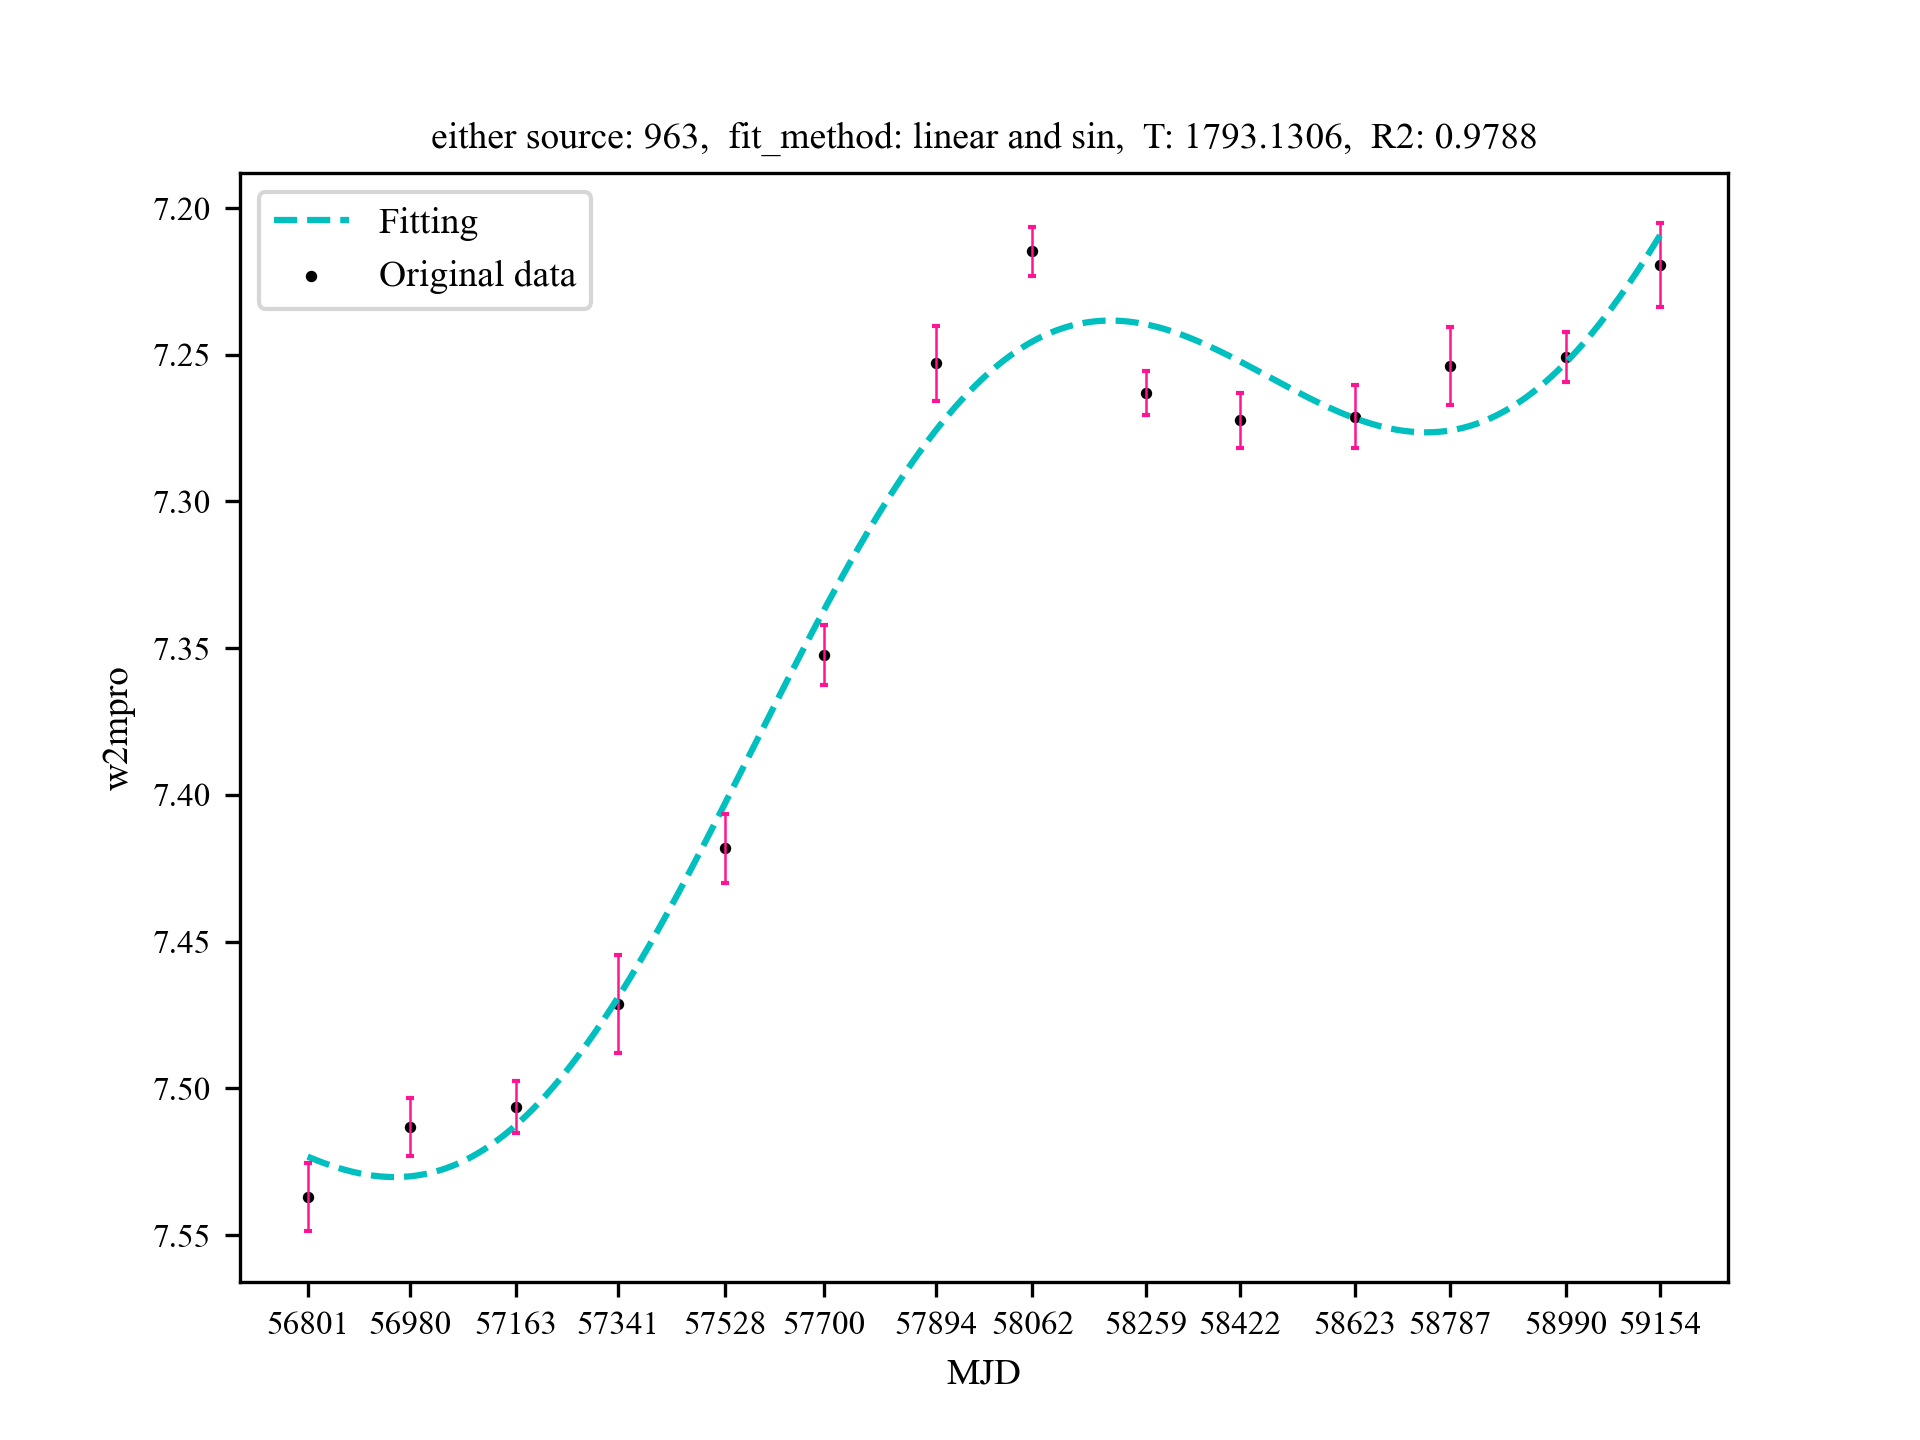 either source: 963,  fit_method: linear and sin,  T: 1793.1306,  R2: 0.9788
Fitting
Original data
7.20
7.25
7.30
7.35
7.40
7.45
7.50
7.55
w2mpro
56801 56980 57163 57341 57528 57700 57894 58062 58259 58422 58623 58787 58990 59154
MJD